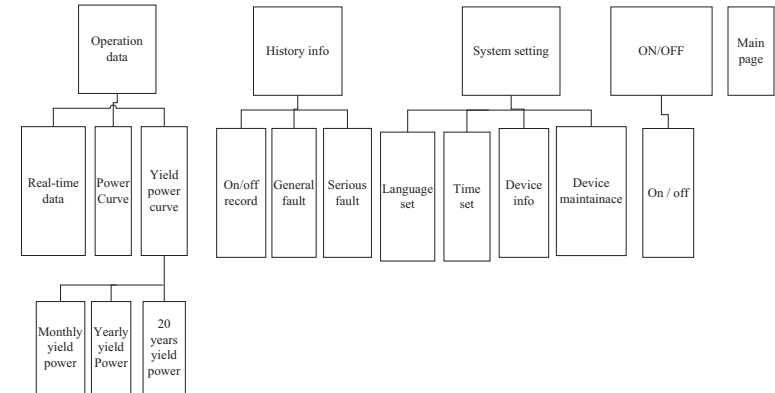 Operation
data
History info
System setting
ON/OFF
Main
page
Real-time
data
Power
Curve
Yield
power
curve
On/off
record
General
fault
Serious
fault
Language
set
Time
set
Device
info
Device
maintainace
On / off
Monthly
yield
power
Yearly
yield
Power
20
years
yield
power